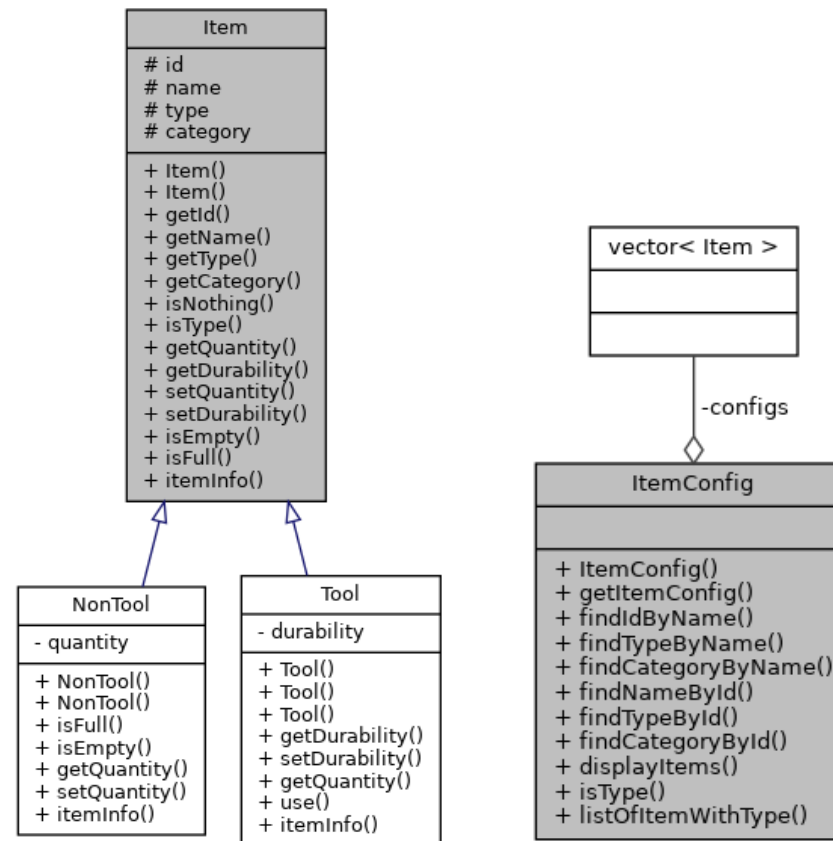 Item
# id
# name
# type
# category
+ Item()
+ Item()
+ getId()
+ getName()
+ getType()
+ getCategory()
+ isNothing()
+ isType()
+ getQuantity()
+ getDurability()
+ setQuantity()
+ setDurability()
+ isEmpty()
+ isFull()
+ itemInfo()
NonTool
- quantity
+ NonTool()
+ NonTool()
+ isFull()
+ isEmpty()
+ getQuantity()
+ setQuantity()
+ itemInfo()
Tool
- durability
+ Tool()
+ Tool()
+ Tool()
+ getDurability()
+ setDurability()
+ getQuantity()
+ use()
+ itemInfo()
vector< Item >
-configs
ItemConfig
+ ItemConfig()
+ getItemConfig()
+ findIdByName()
+ findTypeByName()
+ findCategoryByName()
+ findNameById()
+ findTypeById()
+ findCategoryById()
+ displayItems()
+ isType()
+ listOfItemWithType()